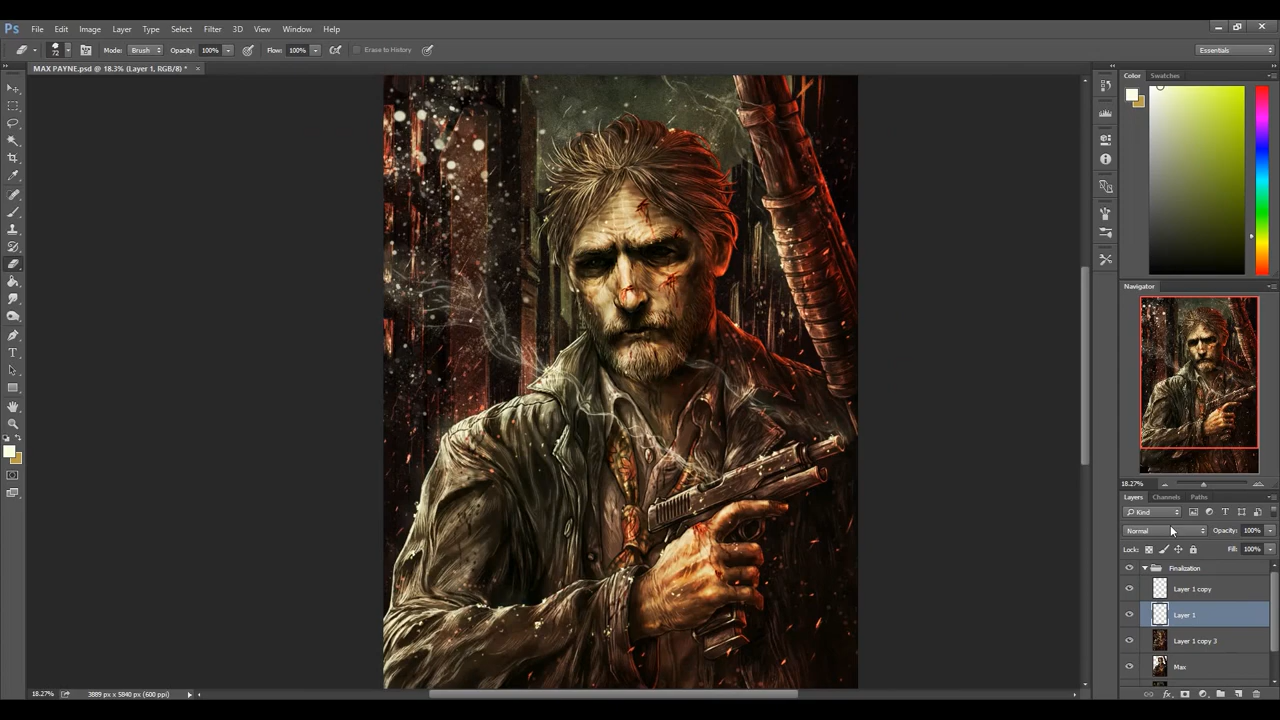 Ps File Edit Image Layer Type Select Filter 3D View Window Help
72 Mode: Brush Opacity: 100% Flow: 100% Erase to History Essentials
MAX PAYNE.psd @ 18.3% (Layer 1, RGB/8) * ×
Color Swatches
Navigator
18.27%
Layers Channels Paths
Kind
Normal Opacity: 100%
Lock: Fill: 100%
Finalization
Layer 1 copy
Layer 1
Layer 1 copy 3
Max
18.27% 3889 px x 5840 px (600 ppi)